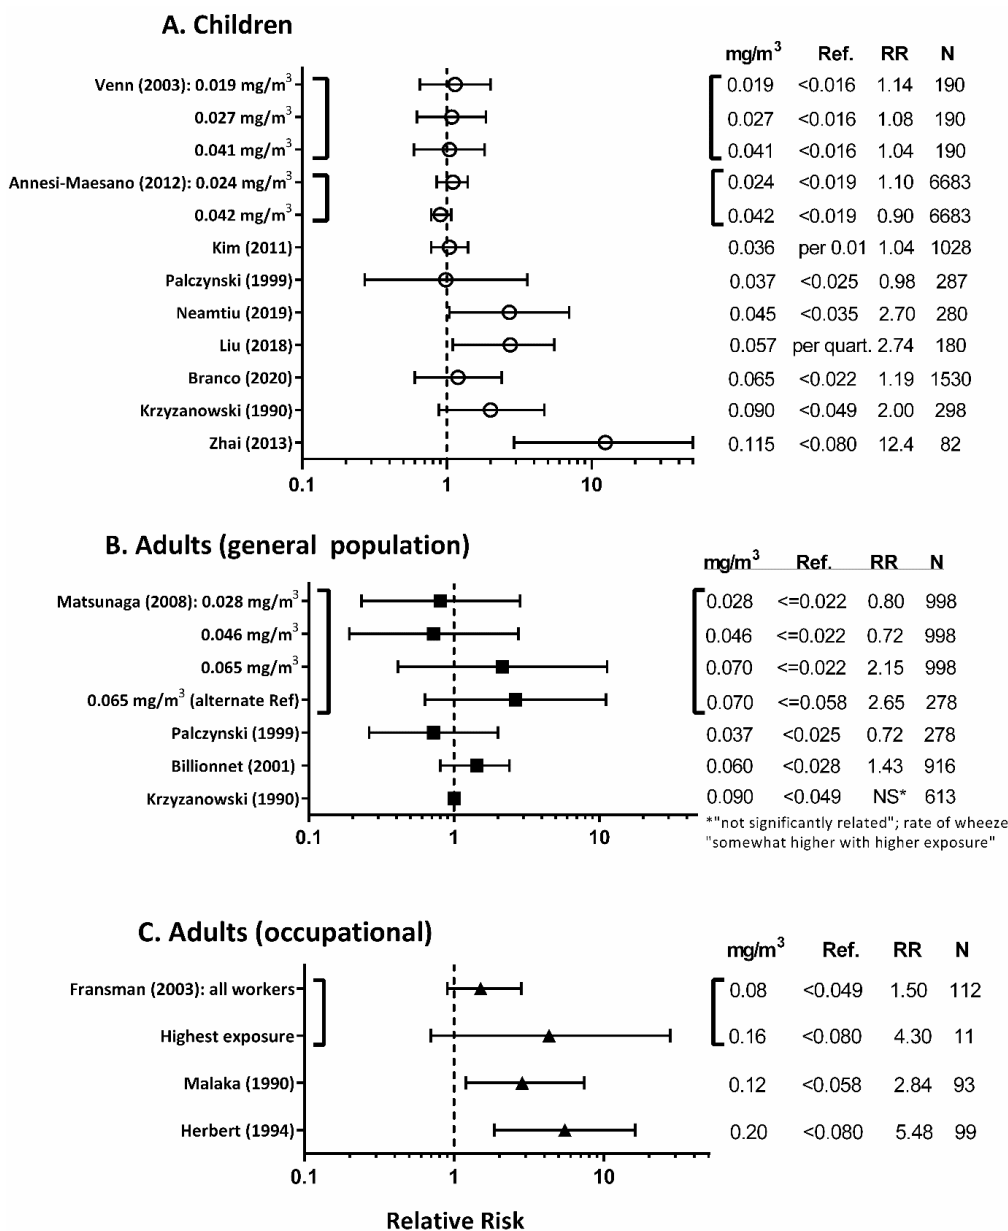 A. Children
mg/m³ Ref. RR N
Venn (2003): 0.019 mg/m³ 0.019 <0.016 1.14 190
0.027 mg/m³ 0.027 <0.016 1.08 190
0.041 mg/m³ 0.041 <0.016 1.04 190
Annesi-Maesano (2012): 0.024 mg/m³ 0.024 <0.019 1.10 6683
0.042 mg/m³ 0.042 <0.019 0.90 6683
Kim (2011) 0.036 per 0.01 1.04 1028
Palczynski (1999) 0.037 <0.025 0.98 287
Neamtiu (2019) 0.045 <0.035 2.70 280
Liu (2018) 0.057 per quart. 2.74 180
Branco (2020) 0.065 <0.022 1.19 1530
Krzyzanowski (1990) 0.090 <0.049 2.00 298
Zhai (2013) 0.115 <0.080 12.4 82
0.1 1 10
B. Adults (general population)
mg/m³ Ref. RR N
Matsunaga (2008): 0.028 mg/m³ 0.028 <=0.022 0.80 998
0.046 mg/m³ 0.046 <=0.022 0.72 998
0.065 mg/m³ 0.070 <=0.022 2.15 998
0.065 mg/m³ (alternate Ref) 0.070 <=0.058 2.65 278
Palczynski (1999) 0.037 <0.025 0.72 278
Billionnet (2001) 0.060 <0.028 1.43 916
Krzyzanowski (1990) 0.090 <0.049 NS* 613
*"not significantly related"; rate of wheeze
"somewhat higher with higher exposure"
0.1 1 10
C. Adults (occupational)
mg/m³ Ref. RR N
Fransman (2003): all workers 0.08 <0.049 1.50 112
Highest exposure 0.16 <0.080 4.30 11
Malaka (1990) 0.12 <0.058 2.84 93
Herbert (1994) 0.20 <0.080 5.48 99
0.1 1 10
Relative Risk